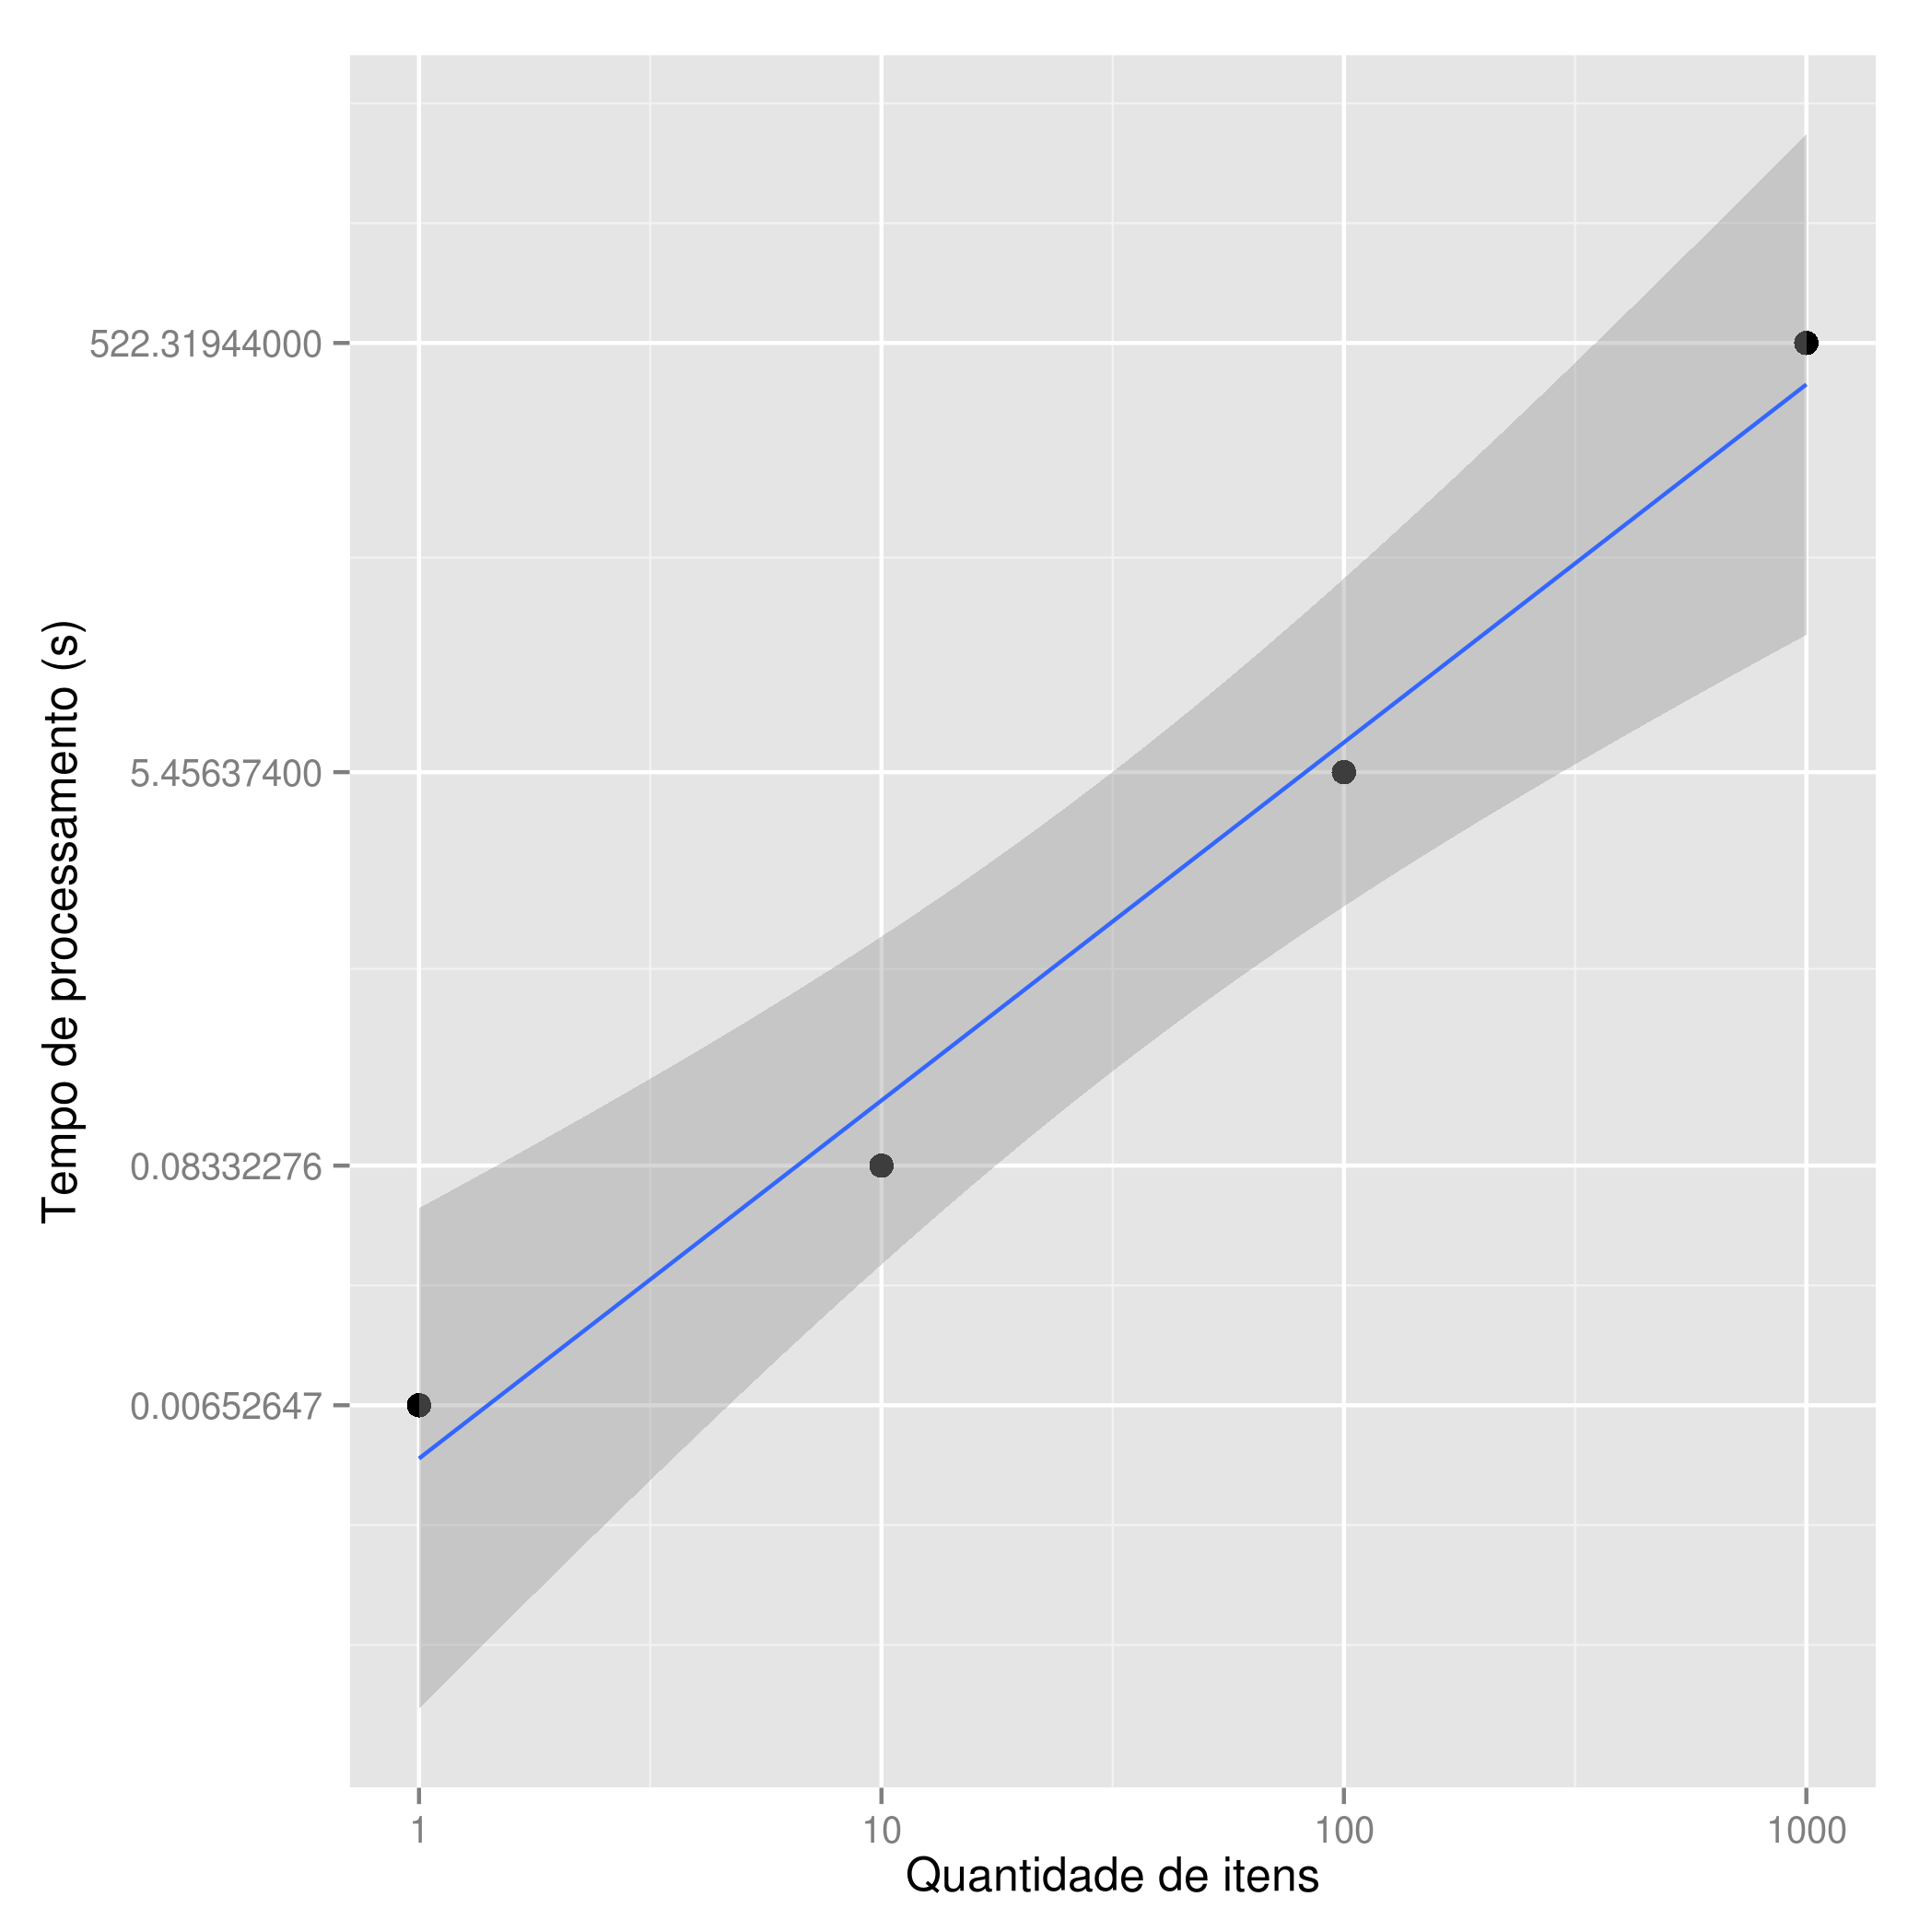 Tempo de processamento (s)
522.31944000
5.45637400
0.08332276
0.00652647
1 10 100 1000
Quantidade de itens